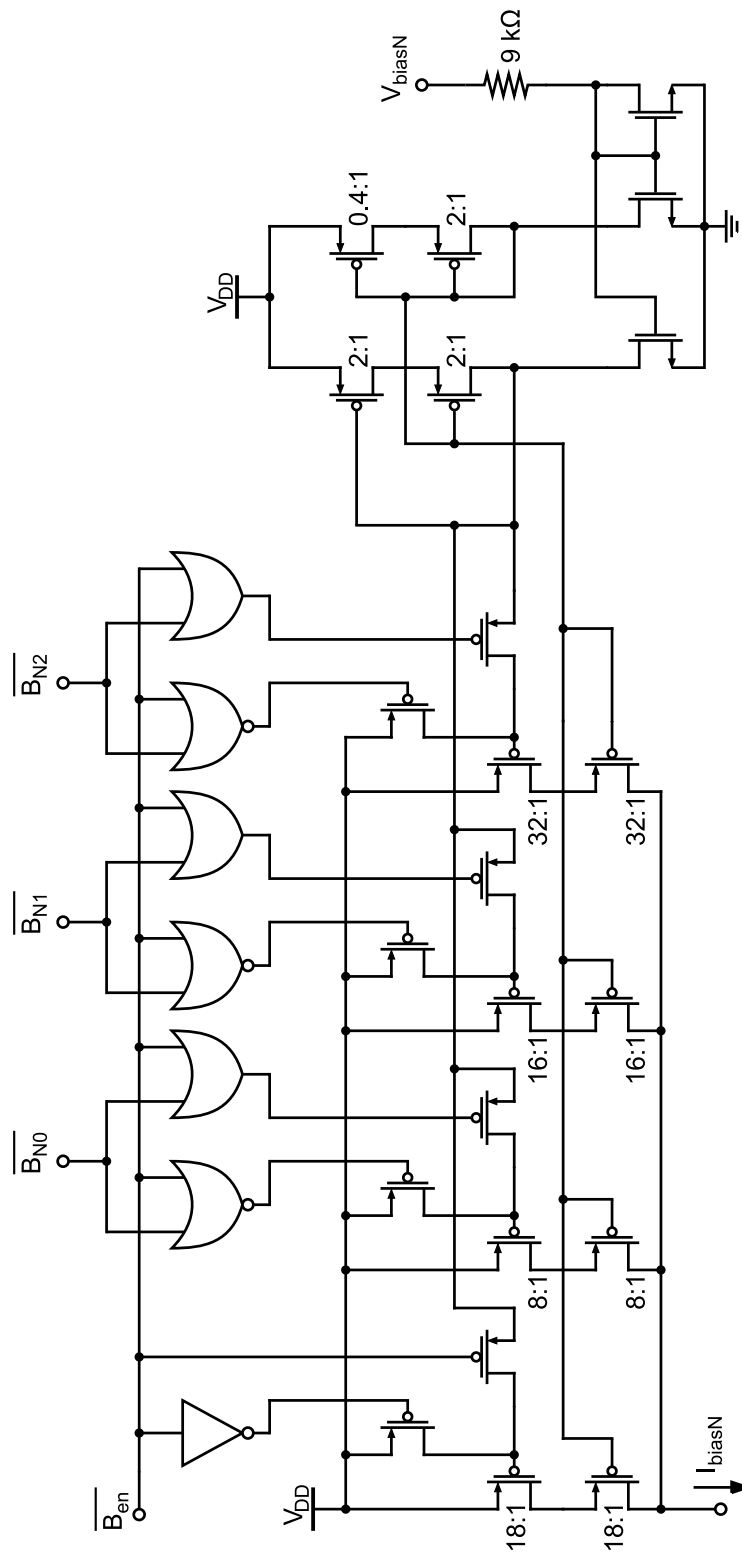 B_en
B_N0
B_N1
B_N2
V_DD
V_DD
0.4:1
2:1
2:1
2:1
V_biasN
9 kΩ
18:1
8:1
16:1
32:1
18:1
8:1
16:1
32:1
I_biasN